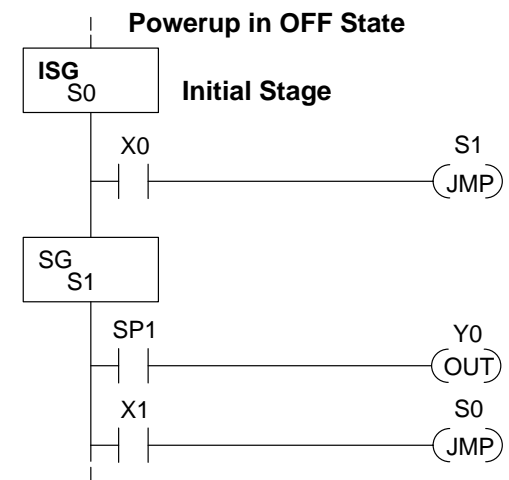 Powerup in OFF State
ISG
S0
Initial Stage
X0
S1
JMP
SG
S1
SP1
Y0
OUT
X1
S0
JMP